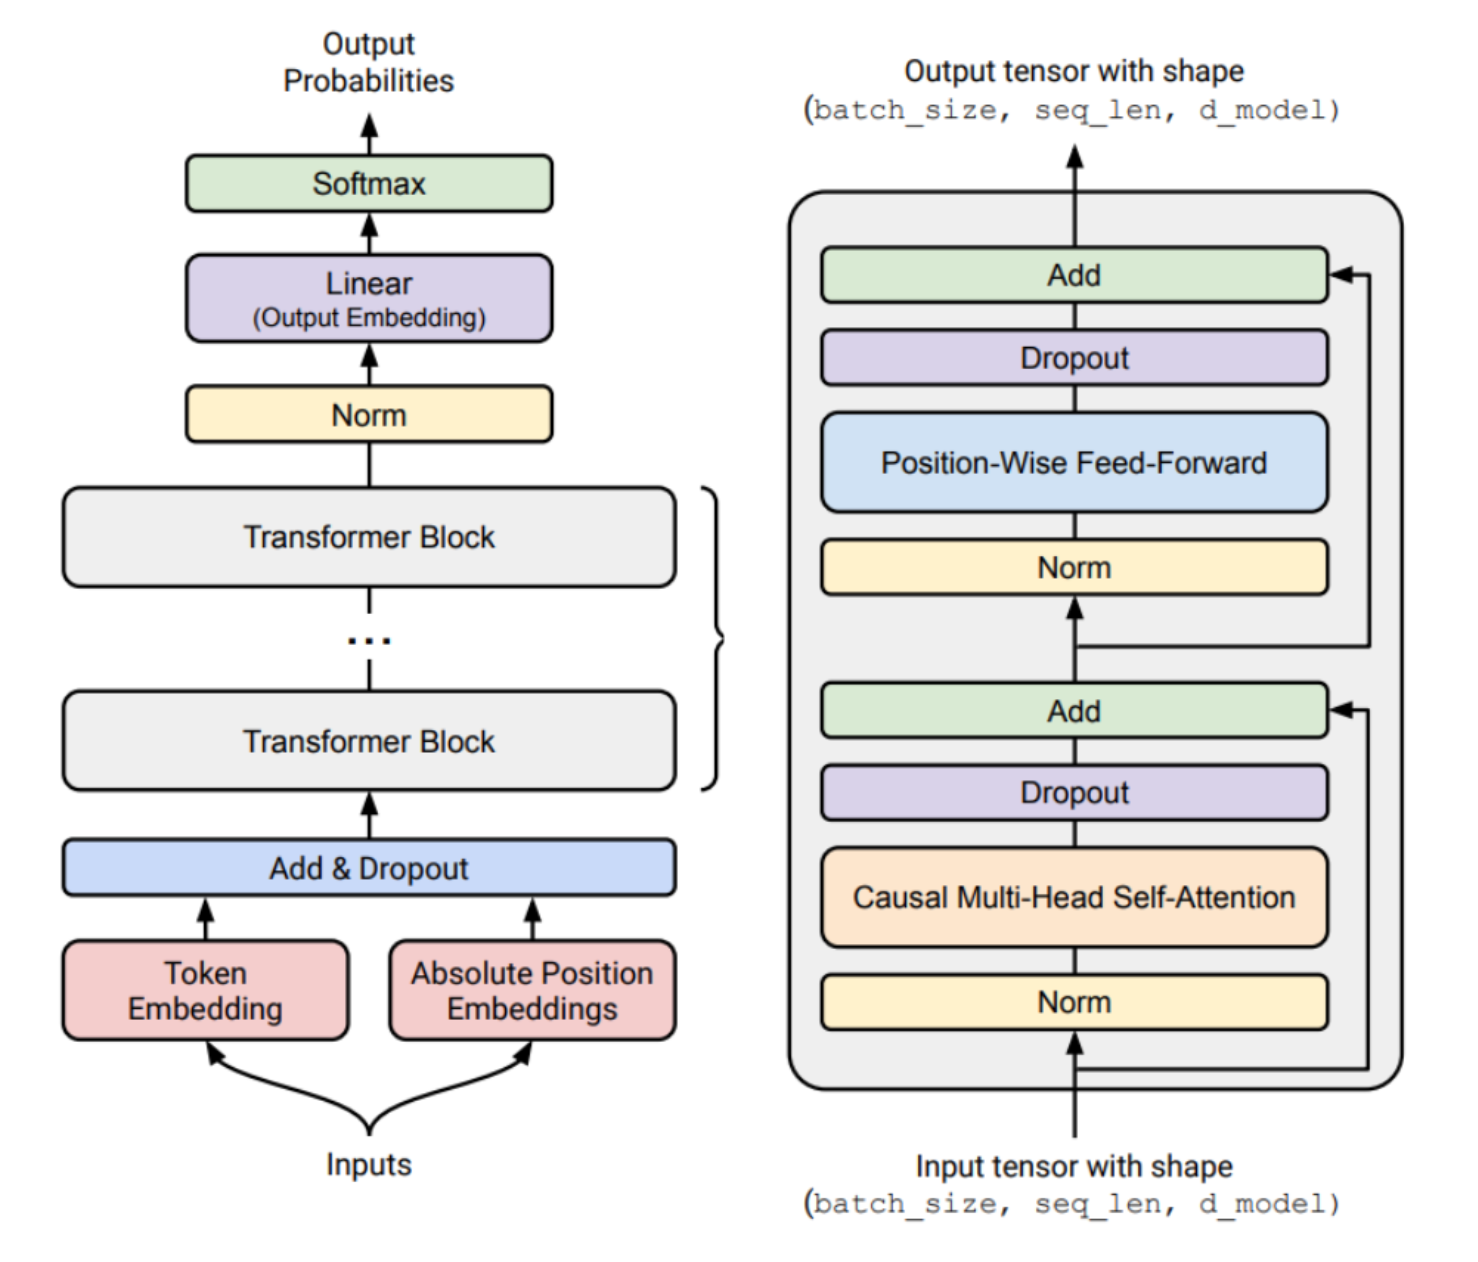 Output
Probabilities
Softmax
Linear
(Output Embedding)
Norm
Transformer Block
...
Transformer Block
Add & Dropout
Token
Embedding
Absolute Position
Embeddings
Inputs
Output tensor with shape
(batch_size, seq_len, d_model)
Add
Dropout
Position-Wise Feed-Forward
Norm
Add
Dropout
Causal Multi-Head Self-Attention
Norm
Input tensor with shape
(batch_size, seq_len, d_model)